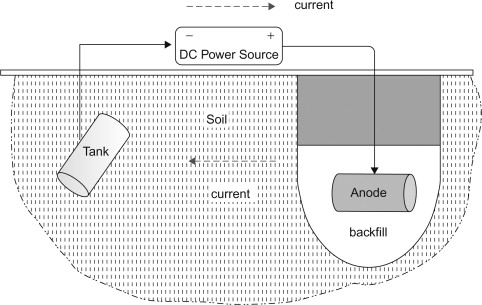 current
− +
DC Power Source
Soil
Tank
current
Anode
backfill